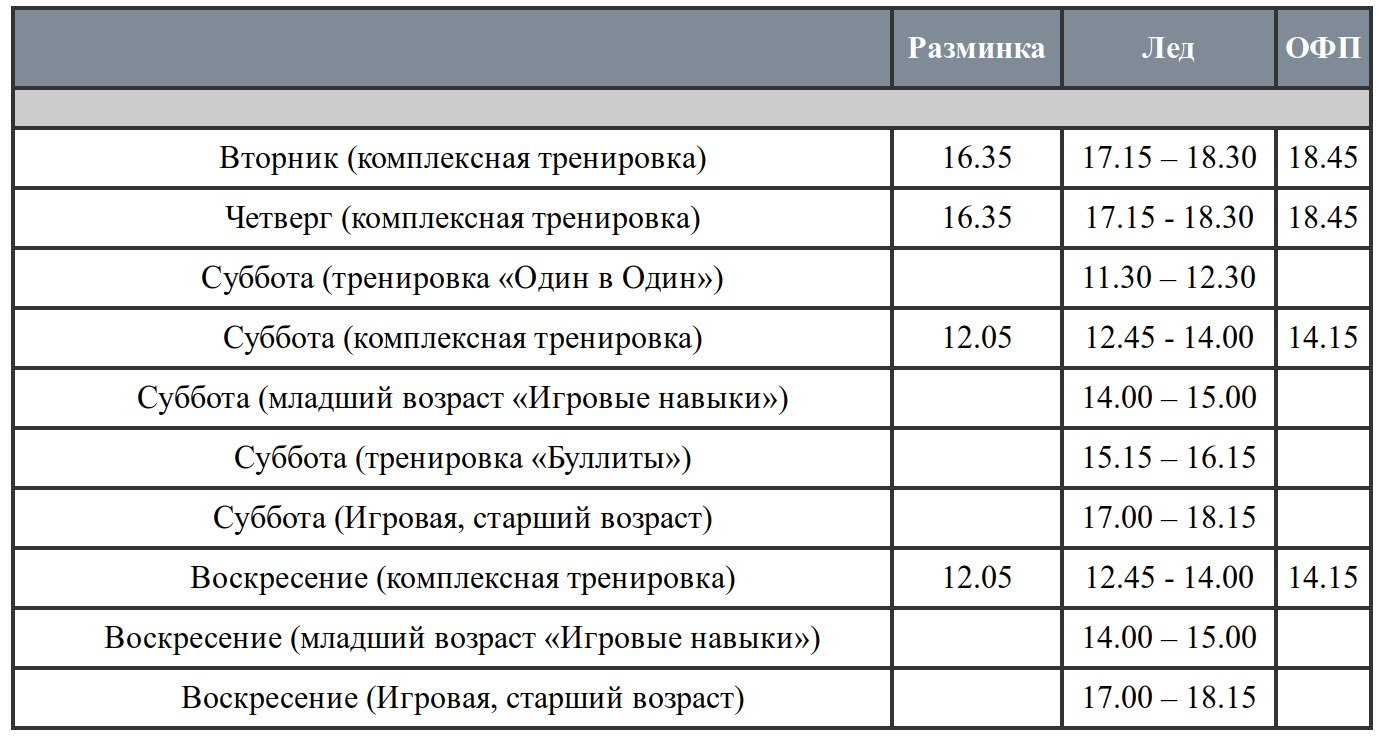 Разминка Лед ОФП
Вторник (комплексная тренировка) 16.35 17.15 – 18.30 18.45
Четверг (комплексная тренировка) 16.35 17.15 - 18.30 18.45
Суббота (тренировка «Один в Один») 11.30 – 12.30
Суббота (комплексная тренировка) 12.05 12.45 - 14.00 14.15
Суббота (младший возраст «Игровые навыки») 14.00 – 15.00
Суббота (тренировка «Буллиты») 15.15 – 16.15
Суббота (Игровая, старший возраст) 17.00 – 18.15
Воскресение (комплексная тренировка) 12.05 12.45 - 14.00 14.15
Воскресение (младший возраст «Игровые навыки») 14.00 – 15.00
Воскресение (Игровая, старший возраст) 17.00 – 18.15